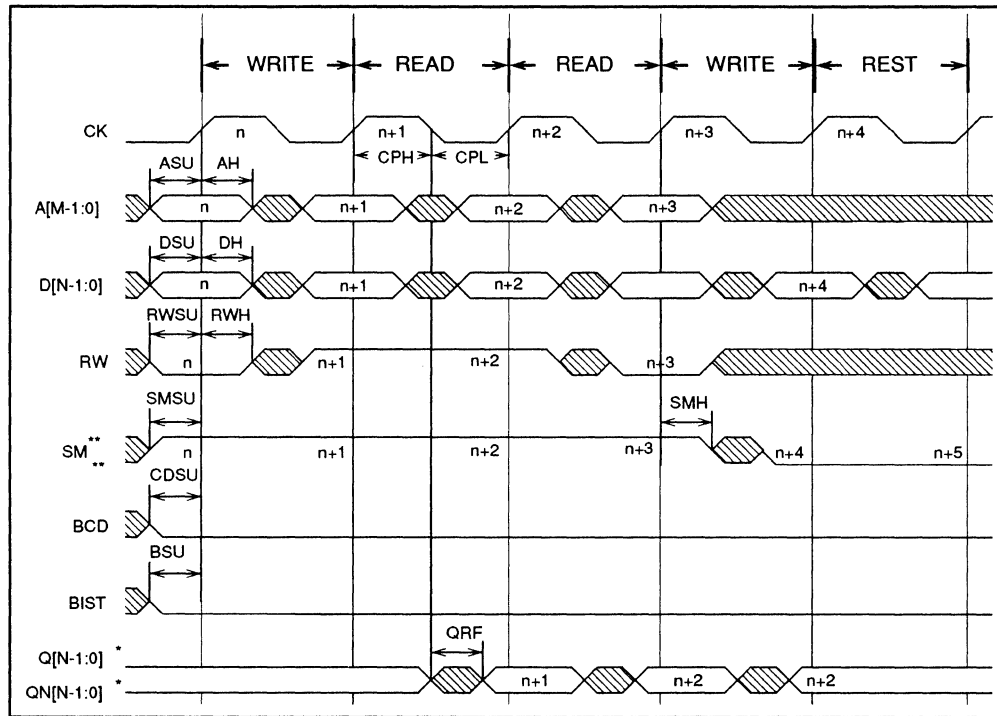 WRITE READ READ WRITE REST
CK n n+1 n+2 n+3 n+4
CPH CPL
ASU AH
A[M-1:0] n n+1 n+2 n+3
DSU DH
D[N-1:0] n n+1 n+2 n+4
RWSU RWH
RW n n+1 n+2 n+3
SMSU SMH
SM** n n+1 n+2 n+3 n+4 n+5
**
CDSU
BCD
BSU
BIST
QRF
Q[N-1:0] *
QN[N-1:0] * n+1 n+2 n+2